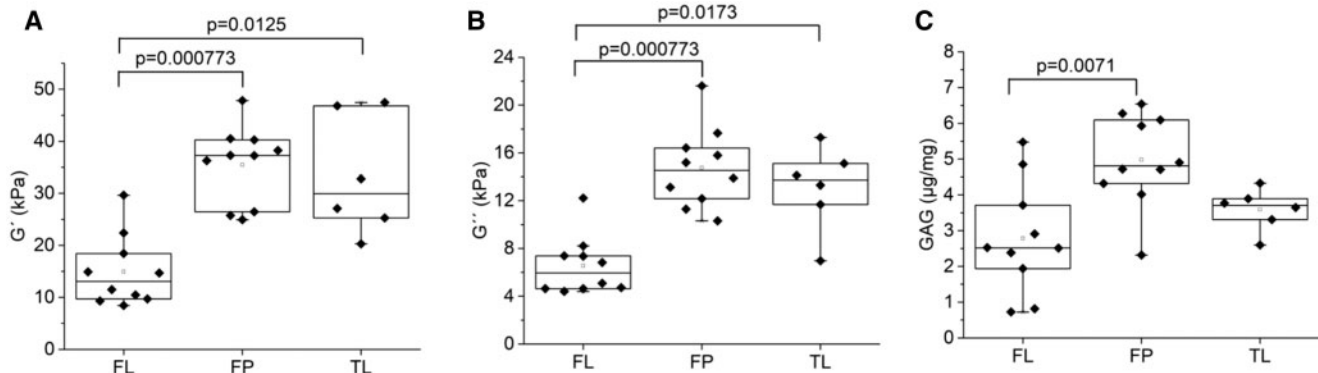 A
p=0.0125
p=0.000773
G´ (kPa)
50
40
30
20
10
0
FL FP TL
B
p=0.0173
p=0.000773
G´´ (kPa)
24
20
16
12
8
4
0
FL FP TL
C
p=0.0071
GAG (µg/mg)
8
7
6
5
4
3
2
1
0
FL FP TL